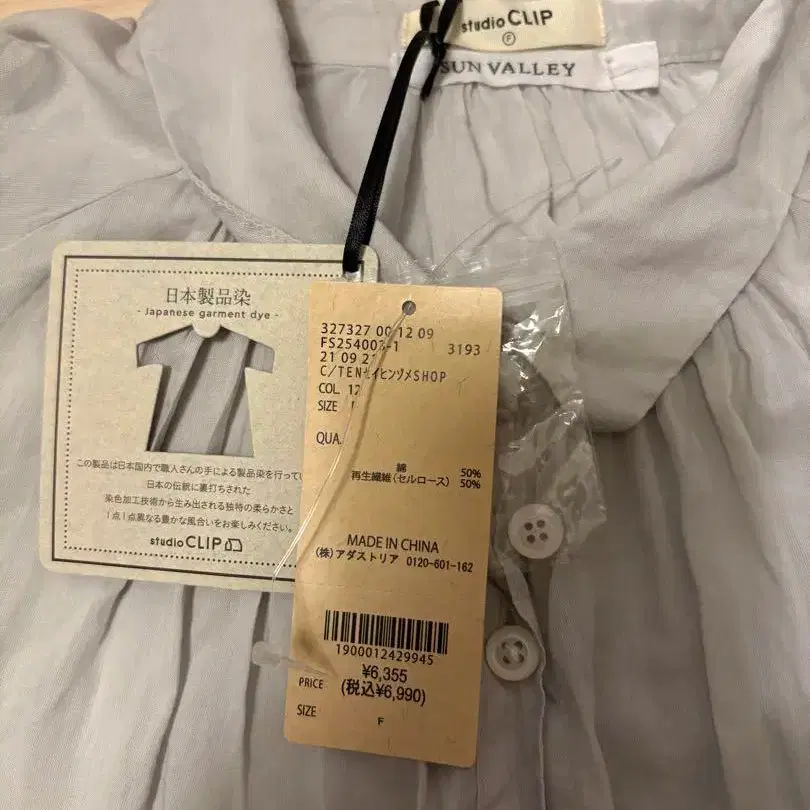 studio CLIP
F
SUN VALLEY
日本製品染
- Japanese garment dye -
この製品は日本国内で職人さんの手による製品染を行ってい
日本の伝統に裏打ちされた
染色加工技術から生み出される独特の柔らかさと
1点1点異なる豊かな風合いをお楽しみください。
studio CLIP
327327 00 12 09
FS254007-1 3193
21 09 21
C/TENセイヒンゾメSHOP
COL. 12
SIZE
QUA.
綿 50%
再生繊維(セルロース) 50%
MADE IN CHINA
(株)アダストリア 0120-601-162
1900012429945
¥6,355
PRICE (税込¥6,990)
SIZE F